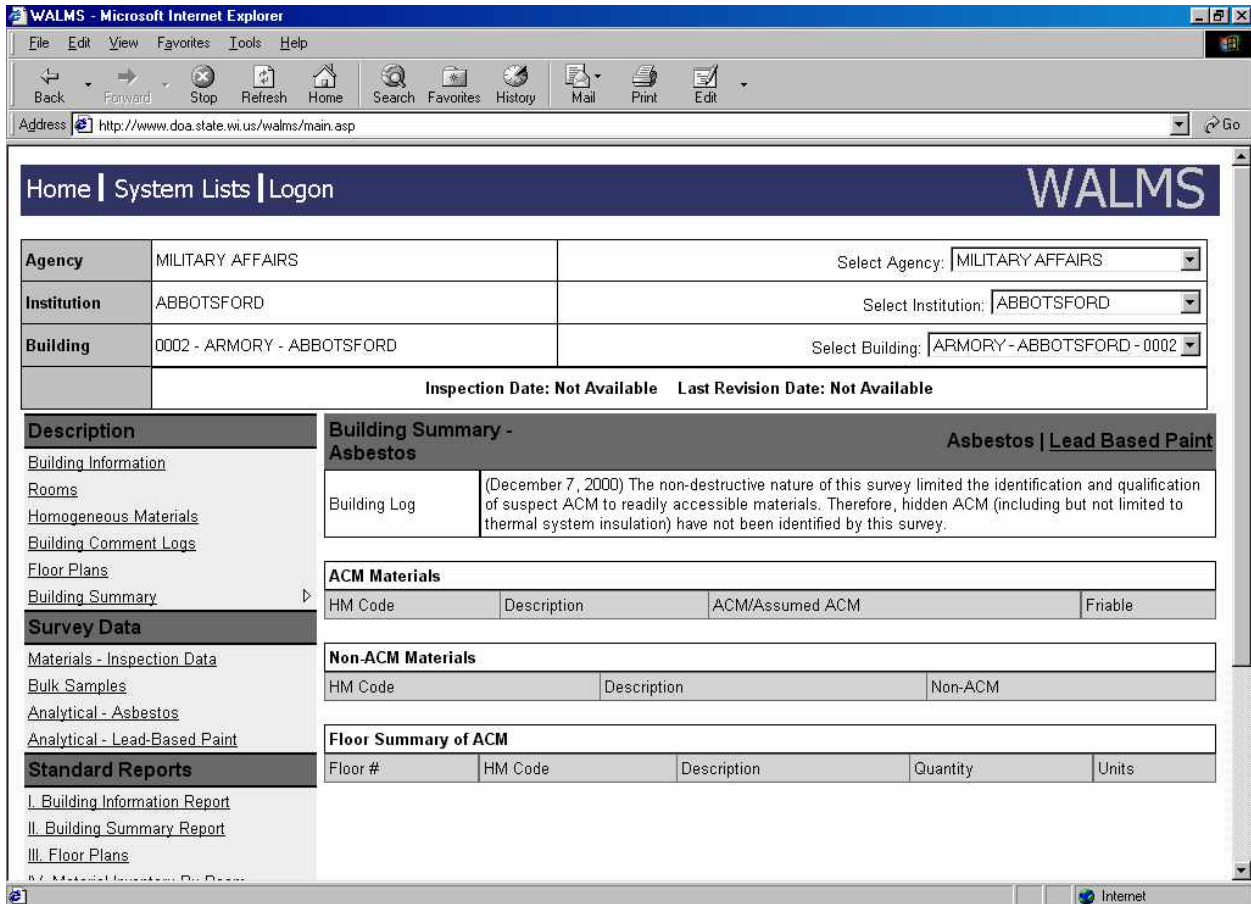 WALMS - Microsoft Internet Explorer
File Edit View Favorites Tools Help
Back Forward Stop Refresh Home Search Favorites History Mail Print Edit
Address http://www.doa.state.wi.us/walms/main.asp Go
Home | System Lists | Logon WALMS
Agency MILITARY AFFAIRS Select Agency: MILITARY AFFAIRS
Institution ABBOTSFORD Select Institution: ABBOTSFORD
Building 0002 - ARMORY - ABBOTSFORD Select Building: ARMORY - ABBOTSFORD - 0002
Inspection Date: Not Available Last Revision Date: Not Available
Description
Building Information
Rooms
Homogeneous Materials
Building Comment Logs
Floor Plans
Building Summary
Survey Data
Materials - Inspection Data
Bulk Samples
Analytical - Asbestos
Analytical - Lead-Based Paint
Standard Reports
I. Building Information Report
II. Building Summary Report
III. Floor Plans
Building Summary -
Asbestos
Asbestos | Lead Based Paint
Building Log
(December 7, 2000) The non-destructive nature of this survey limited the identification and qualification
of suspect ACM to readily accessible materials. Therefore, hidden ACM (including but not limited to
thermal system insulation) have not been identified by this survey.
ACM Materials
HM Code Description ACM/Assumed ACM Friable
Non-ACM Materials
HM Code Description Non-ACM
Floor Summary of ACM
Floor # HM Code Description Quantity Units
Internet